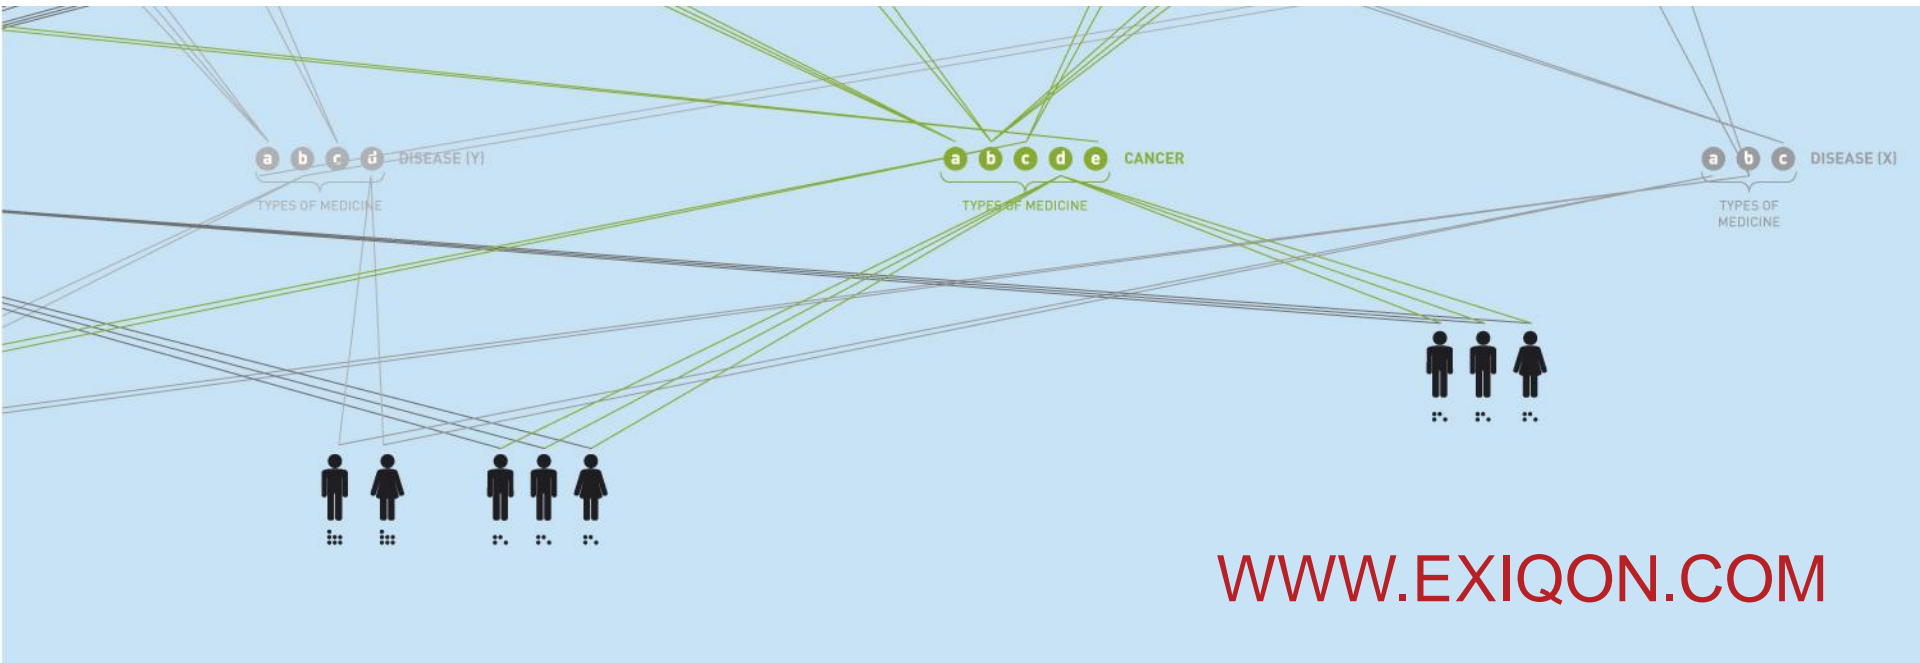 a b c d DISEASE (Y)
TYPES OF MEDICINE
a b c d e CANCER
TYPES OF MEDICINE
a b c DISEASE (X)
TYPES OF
MEDICINE
WWW.EXIQON.COM